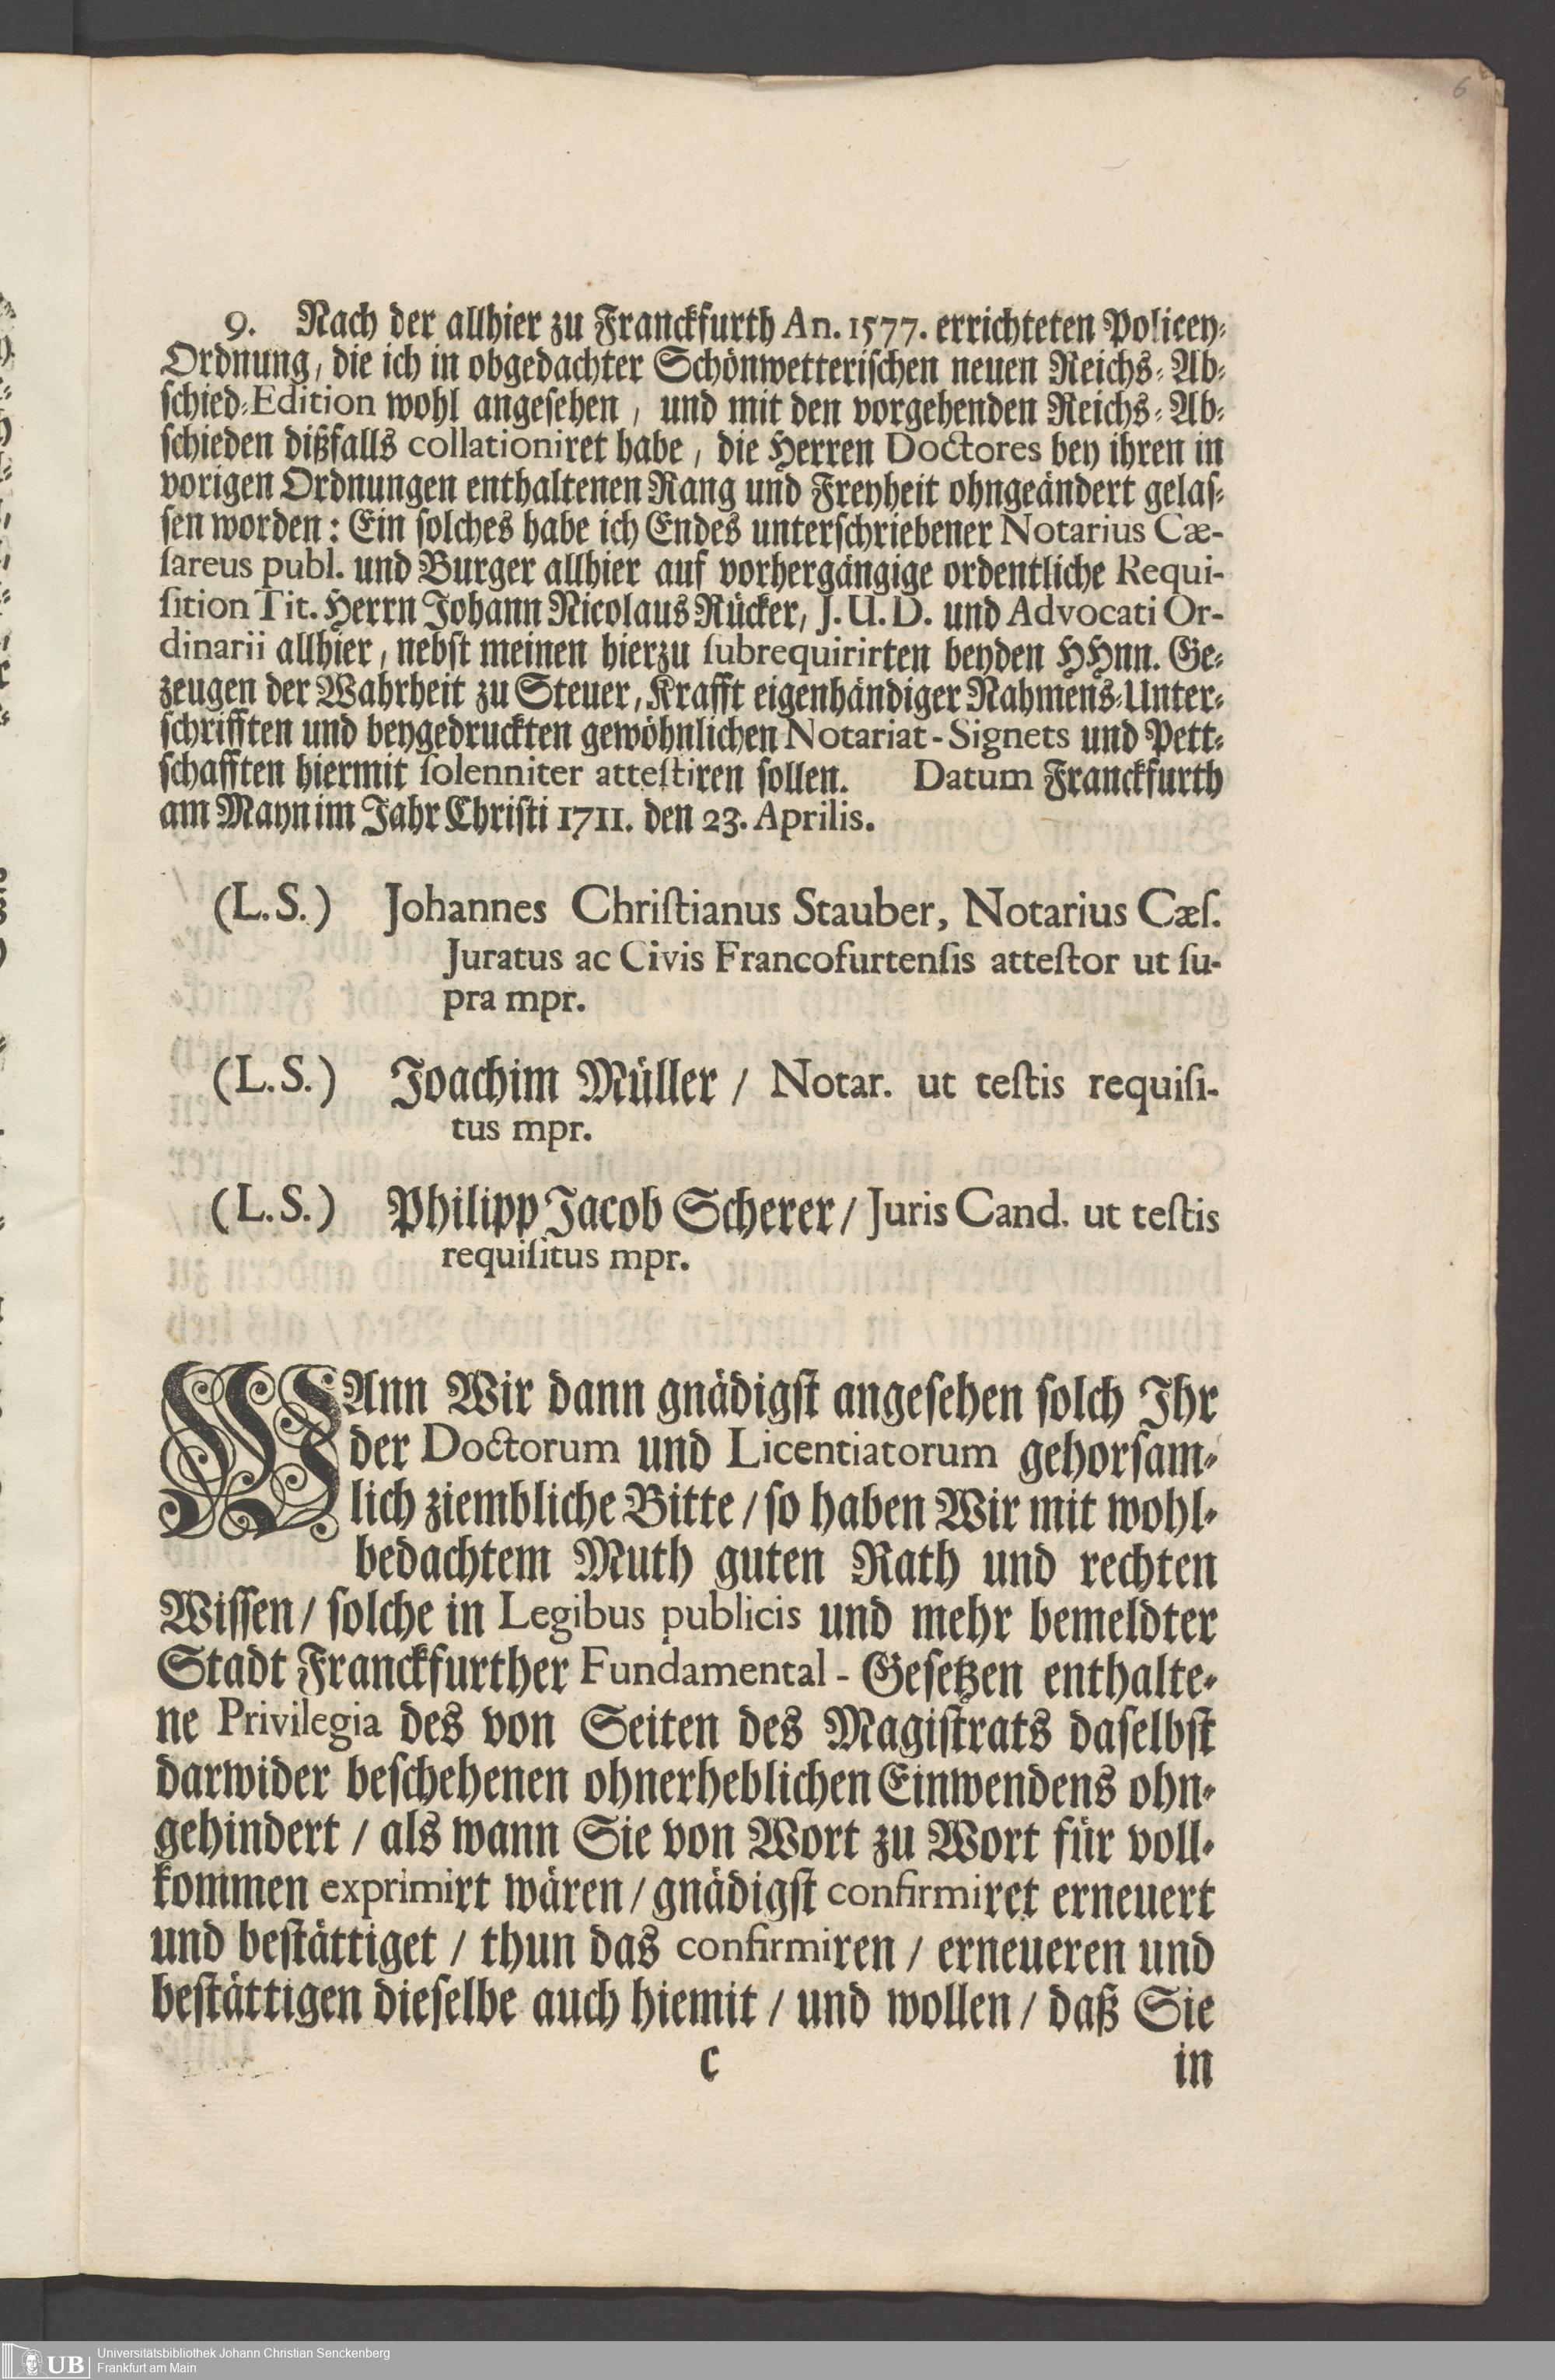 6
9. Nach der allhier zu Franckfurth An. 1577. errichteten Policey-
Ordnung, die ich in obgedachter Schönwetterischen neuen Reichs-Ab-
schied-Edition wohl angesehen, und mit den vorgehenden Reichs-Ab-
schieden dißfalls collationiret habe, die Herren Doctores bey ihren in
vorigen Ordnungen enthaltenen Rang und Freyheit ohngeändert gelas-
sen worden: Ein solches habe ich Endes unterschriebener Notarius Cæ-
sareus publ. und Burger allhier auf vorhergängige ordentliche Requi-
sition Tit. Herrn Johann Nicolaus Rücker, J. U. D. und Advocati Or-
dinarii allhier, nebst meinen hierzu subrequirirten beyden HHnn. Ge-
zeugen der Wahrheit zu Steuer, Krafft eigenhändiger Nahmens-Unter-
schrifften und beygedruckten gewöhnlichen Notariat-Signets und Pett-
schafften hiermit solenniter attestiren sollen. Datum Franckfurth
am Mayn im Jahr Christi 1711. den 23. Aprilis.
(L. S.) Johannes Christianus Stauber, Notarius Cæs.
Juratus ac Civis Francofurtensis attestor ut su-
pra mpr.
(L. S.) Joachim Müller / Notar. ut testis requisi-
tus mpr.
(L. S.) Philipp Jacob Scherer / Juris Cand. ut testis
requisitus mpr.
WAnn Wir dann gnädigst angesehen solch Ihr
der Doctorum und Licentiatorum gehorsam-
lich ziembliche Bitte / so haben Wir mit wohl-
bedachtem Muth guten Rath und rechten
Wissen / solche in Legibus publicis und mehr bemeldter
Stadt Franckfurther Fundamental-Gesetzen enthalte-
ne Privilegia des von Seiten des Magistrats daselbst
darwider beschehenen ohnerheblichen Einwendens ohn-
gehindert / als wann Sie von Wort zu Wort für voll-
kommen exprimirt wären / gnädigst confirmiret erneuert
und bestättiget / thun das confirmiren / erneueren und
bestättigen dieselbe auch hiemit / und wollen / daß Sie
C in
UB Universitätsbibliothek Johann Christian Senckenberg
Frankfurt am Main